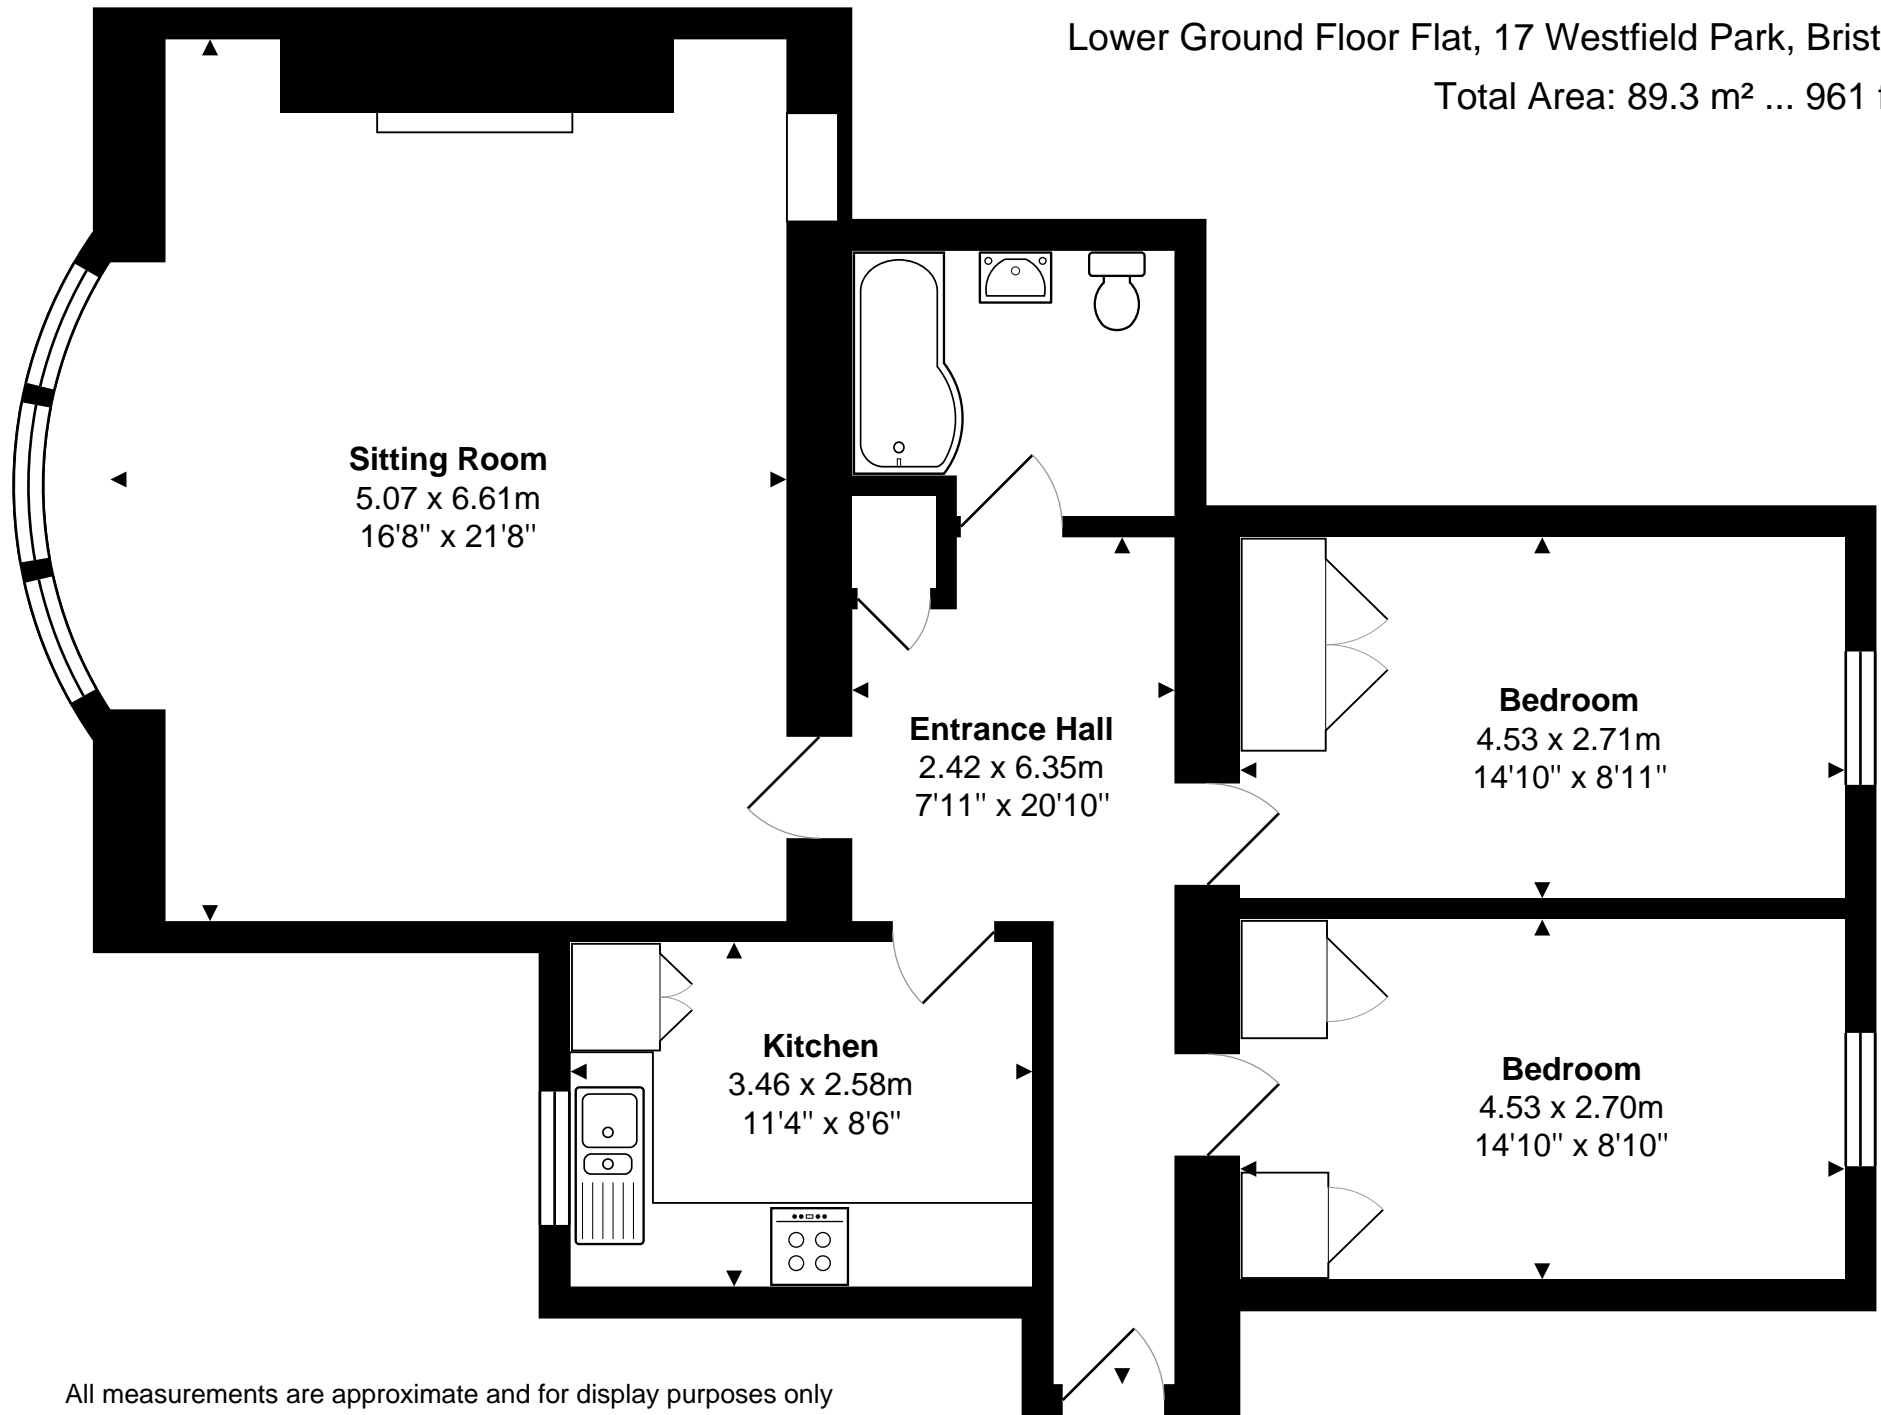 Lower Ground Floor Flat, 17 Westfield Park,
Total Area: 89.3 m² ... 961
Sitting Room
5.07 x 6.61m
16'8" x 21'8"
Entrance Hall
2.42 x 6.35m
7'11" x 20'10"
Bedroom
4.53 x 2.71m
14'10" x 8'11"
Kitchen
3.46 x 2.58m
11'4" x 8'6"
Bedroom
4.53 x 2.70m
14'10" x 8'10"
All measurements are approximate and for display purposes only